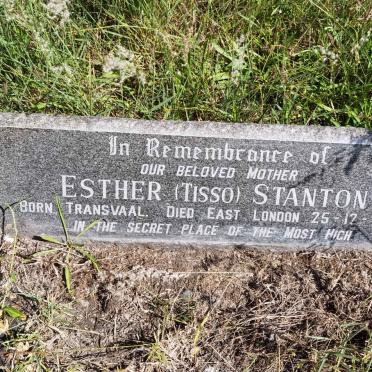 In Remembrance of
OUR BELOVED MOTHER
ESTHER (TISSO) STANTON
BORN TRANSVAAL. DIED EAST LONDON 25-12-
IN THE SECRET PLACE OF THE MOST HIGH